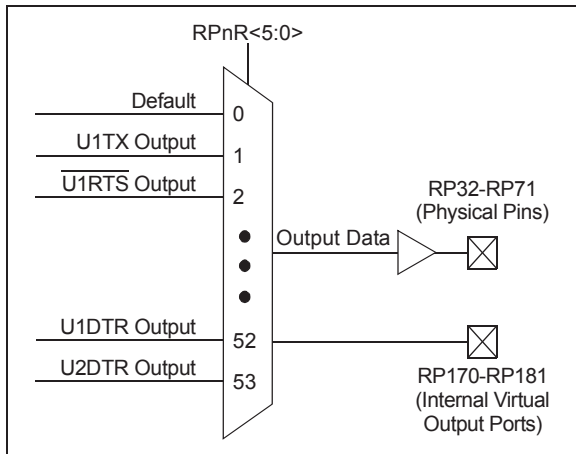 RPnR<5:0>
Default
0
U1TX Output
1
U1RTS Output
2
RP32-RP71
(Physical Pins)
Output Data
U1DTR Output
52
U2DTR Output
53
RP170-RP181
(Internal Virtual
Output Ports)